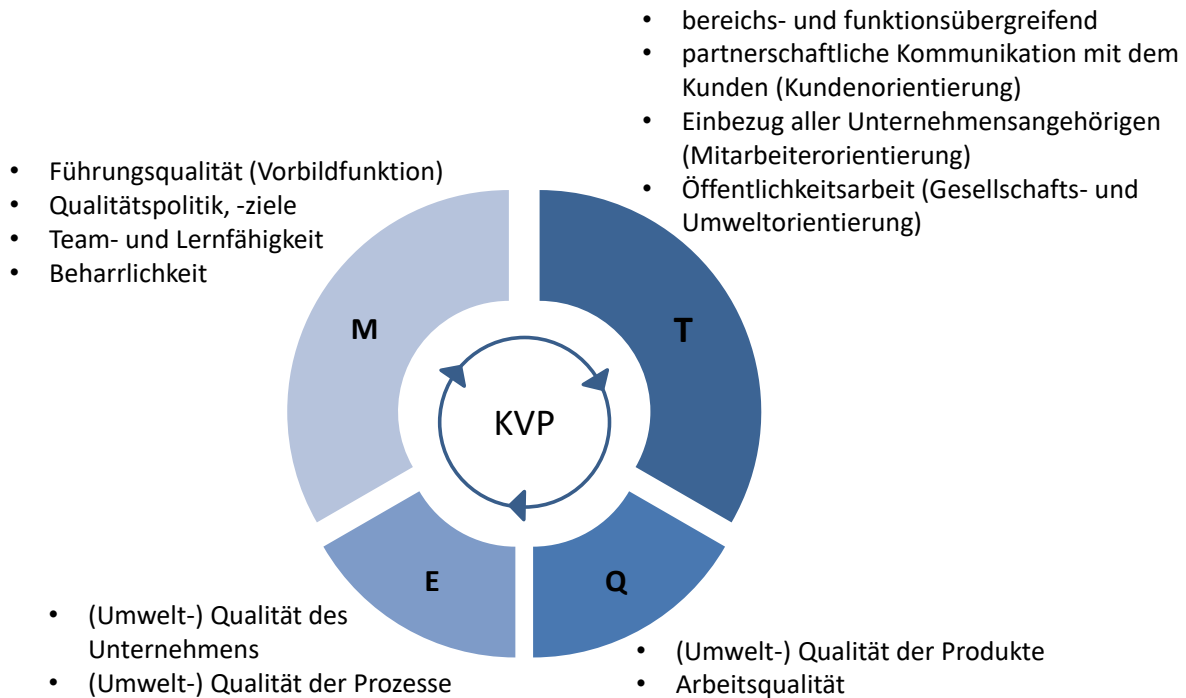 • bereichs- und funktionsübergreifend
• partnerschaftliche Kommunikation mit dem
Kunden (Kundenorientierung)
• Einbezug aller Unternehmensangehörigen
(Mitarbeiterorientierung)
• Öffentlichkeitsarbeit (Gesellschafts- und
Umweltorientierung)
• Führungsqualität (Vorbildfunktion)
• Qualitätspolitik, -ziele
• Team- und Lernfähigkeit
• Beharrlichkeit
M
T
KVP
E
Q
• (Umwelt-) Qualität des
Unternehmens
• (Umwelt-) Qualität der Prozesse
• (Umwelt-) Qualität der Produkte
• Arbeitsqualität